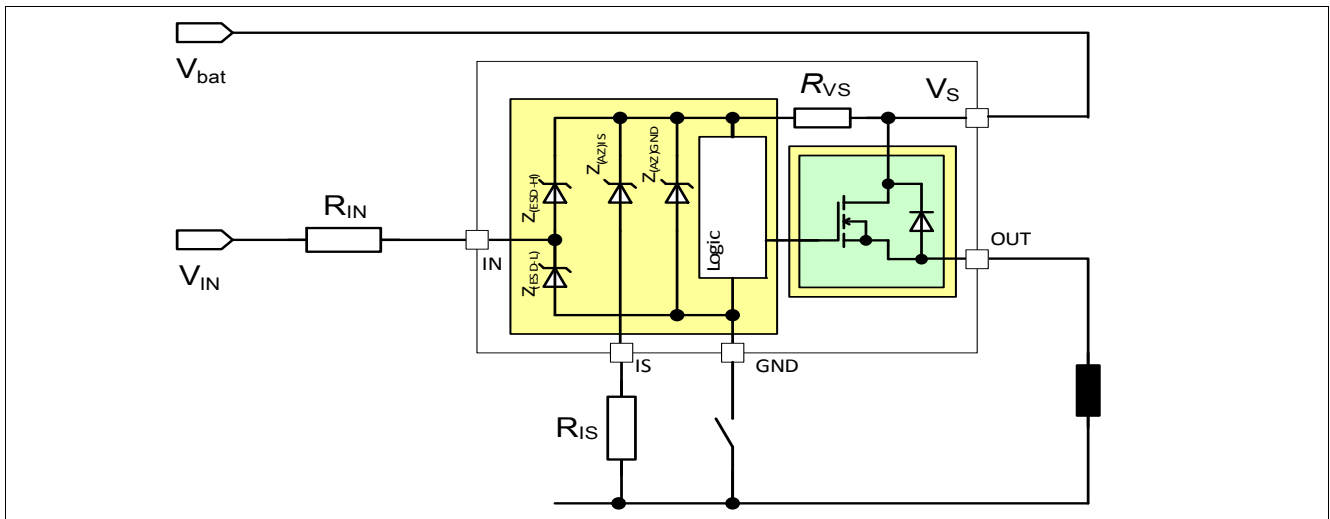 Vbat
RVS
VS
Z(AZ)IS
Z(AZ)GND
Z(ESD-H)
RIN
Logic
OUT
IN
VIN
Z(ESD-L)
IS
GND
RIS